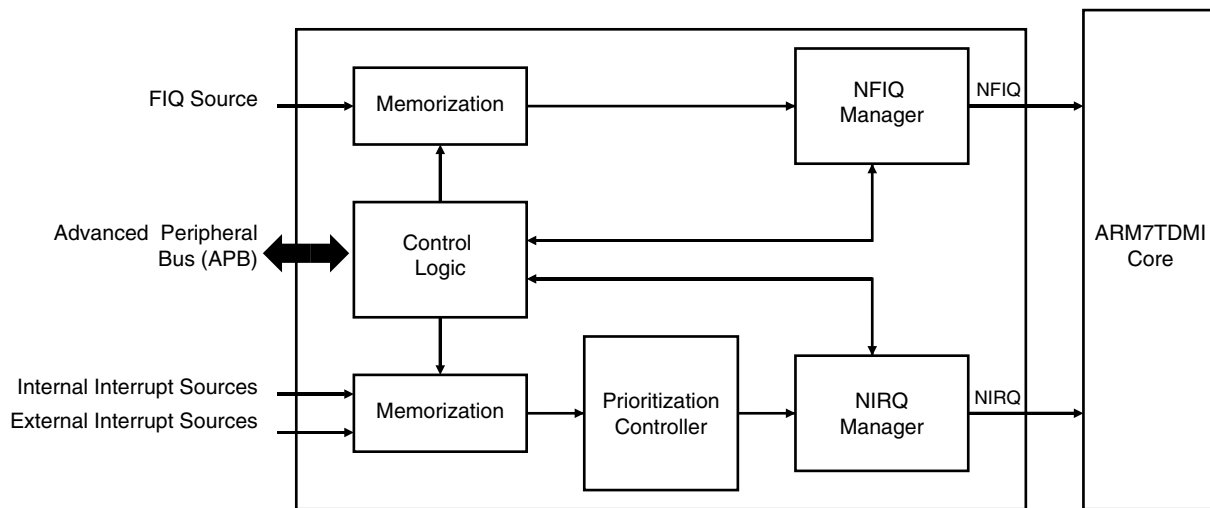 FIQ Source
Memorization
NFIQ
Manager
NFIQ
Advanced Peripheral
Bus (APB)
Control
Logic
ARM7TDMI
Core
Internal Interrupt Sources
External Interrupt Sources
Memorization
Prioritization
Controller
NIRQ
Manager
NIRQ